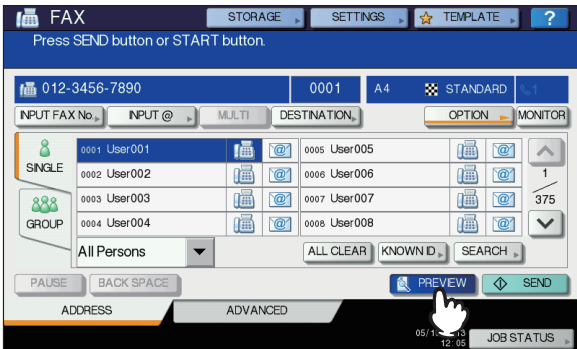 FAX STORAGE SETTINGS TEMPLATE ?
Press SEND button or START button.
012-3456-7890 0001 A4 STANDARD 1
INPUT FAX No. INPUT @ MULTI DESTINATION OPTION MONITOR
SINGLE
GROUP
0001 User001 0005 User005
0002 User002 0006 User006
0003 User003 0007 User007
0004 User004 0008 User008
1
375
All Persons ALL CLEAR KNOWN ID SEARCH
PAUSE BACK SPACE PREVIEW SEND
ADDRESS ADVANCED
12:05 JOB STATUS